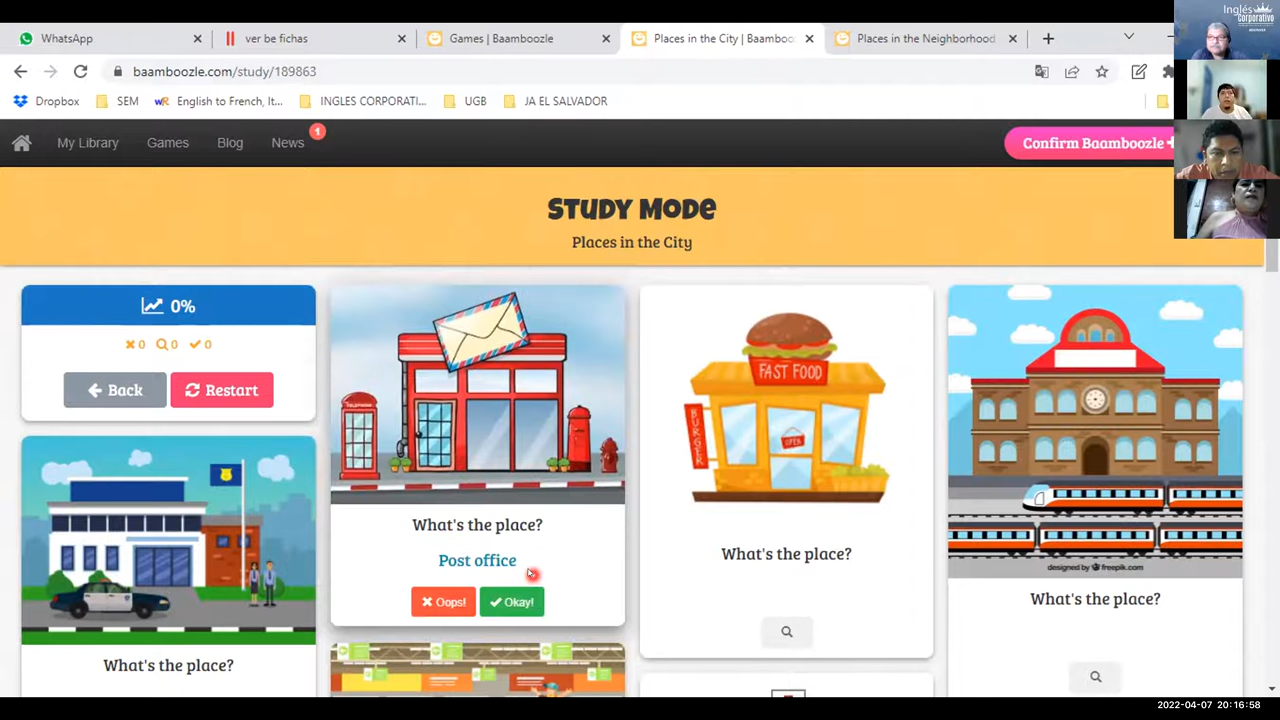 WhatsApp
ver be fichas
Games | Baamboozle
Places in the City | Baambooz
Places in the Neighborhood
baamboozle.com/study/189863
Dropbox
SEM
English to French, It...
INGLES CORPORATI...
UGB
JA EL SALVADOR
My Library
Games
Blog
News
1
Confirm Baamboozle+
Inglés
Corporativo
STUDY MODE
Places in the City
0%
0 0 0
Back
Restart
TELEPHONE
What's the place?
Post office
Oops!
Okay!
FAST FOOD
BURGER
OPEN
What's the place?
designed by freepik.com
What's the place?
What's the place?
2022-04-07 20:16:58